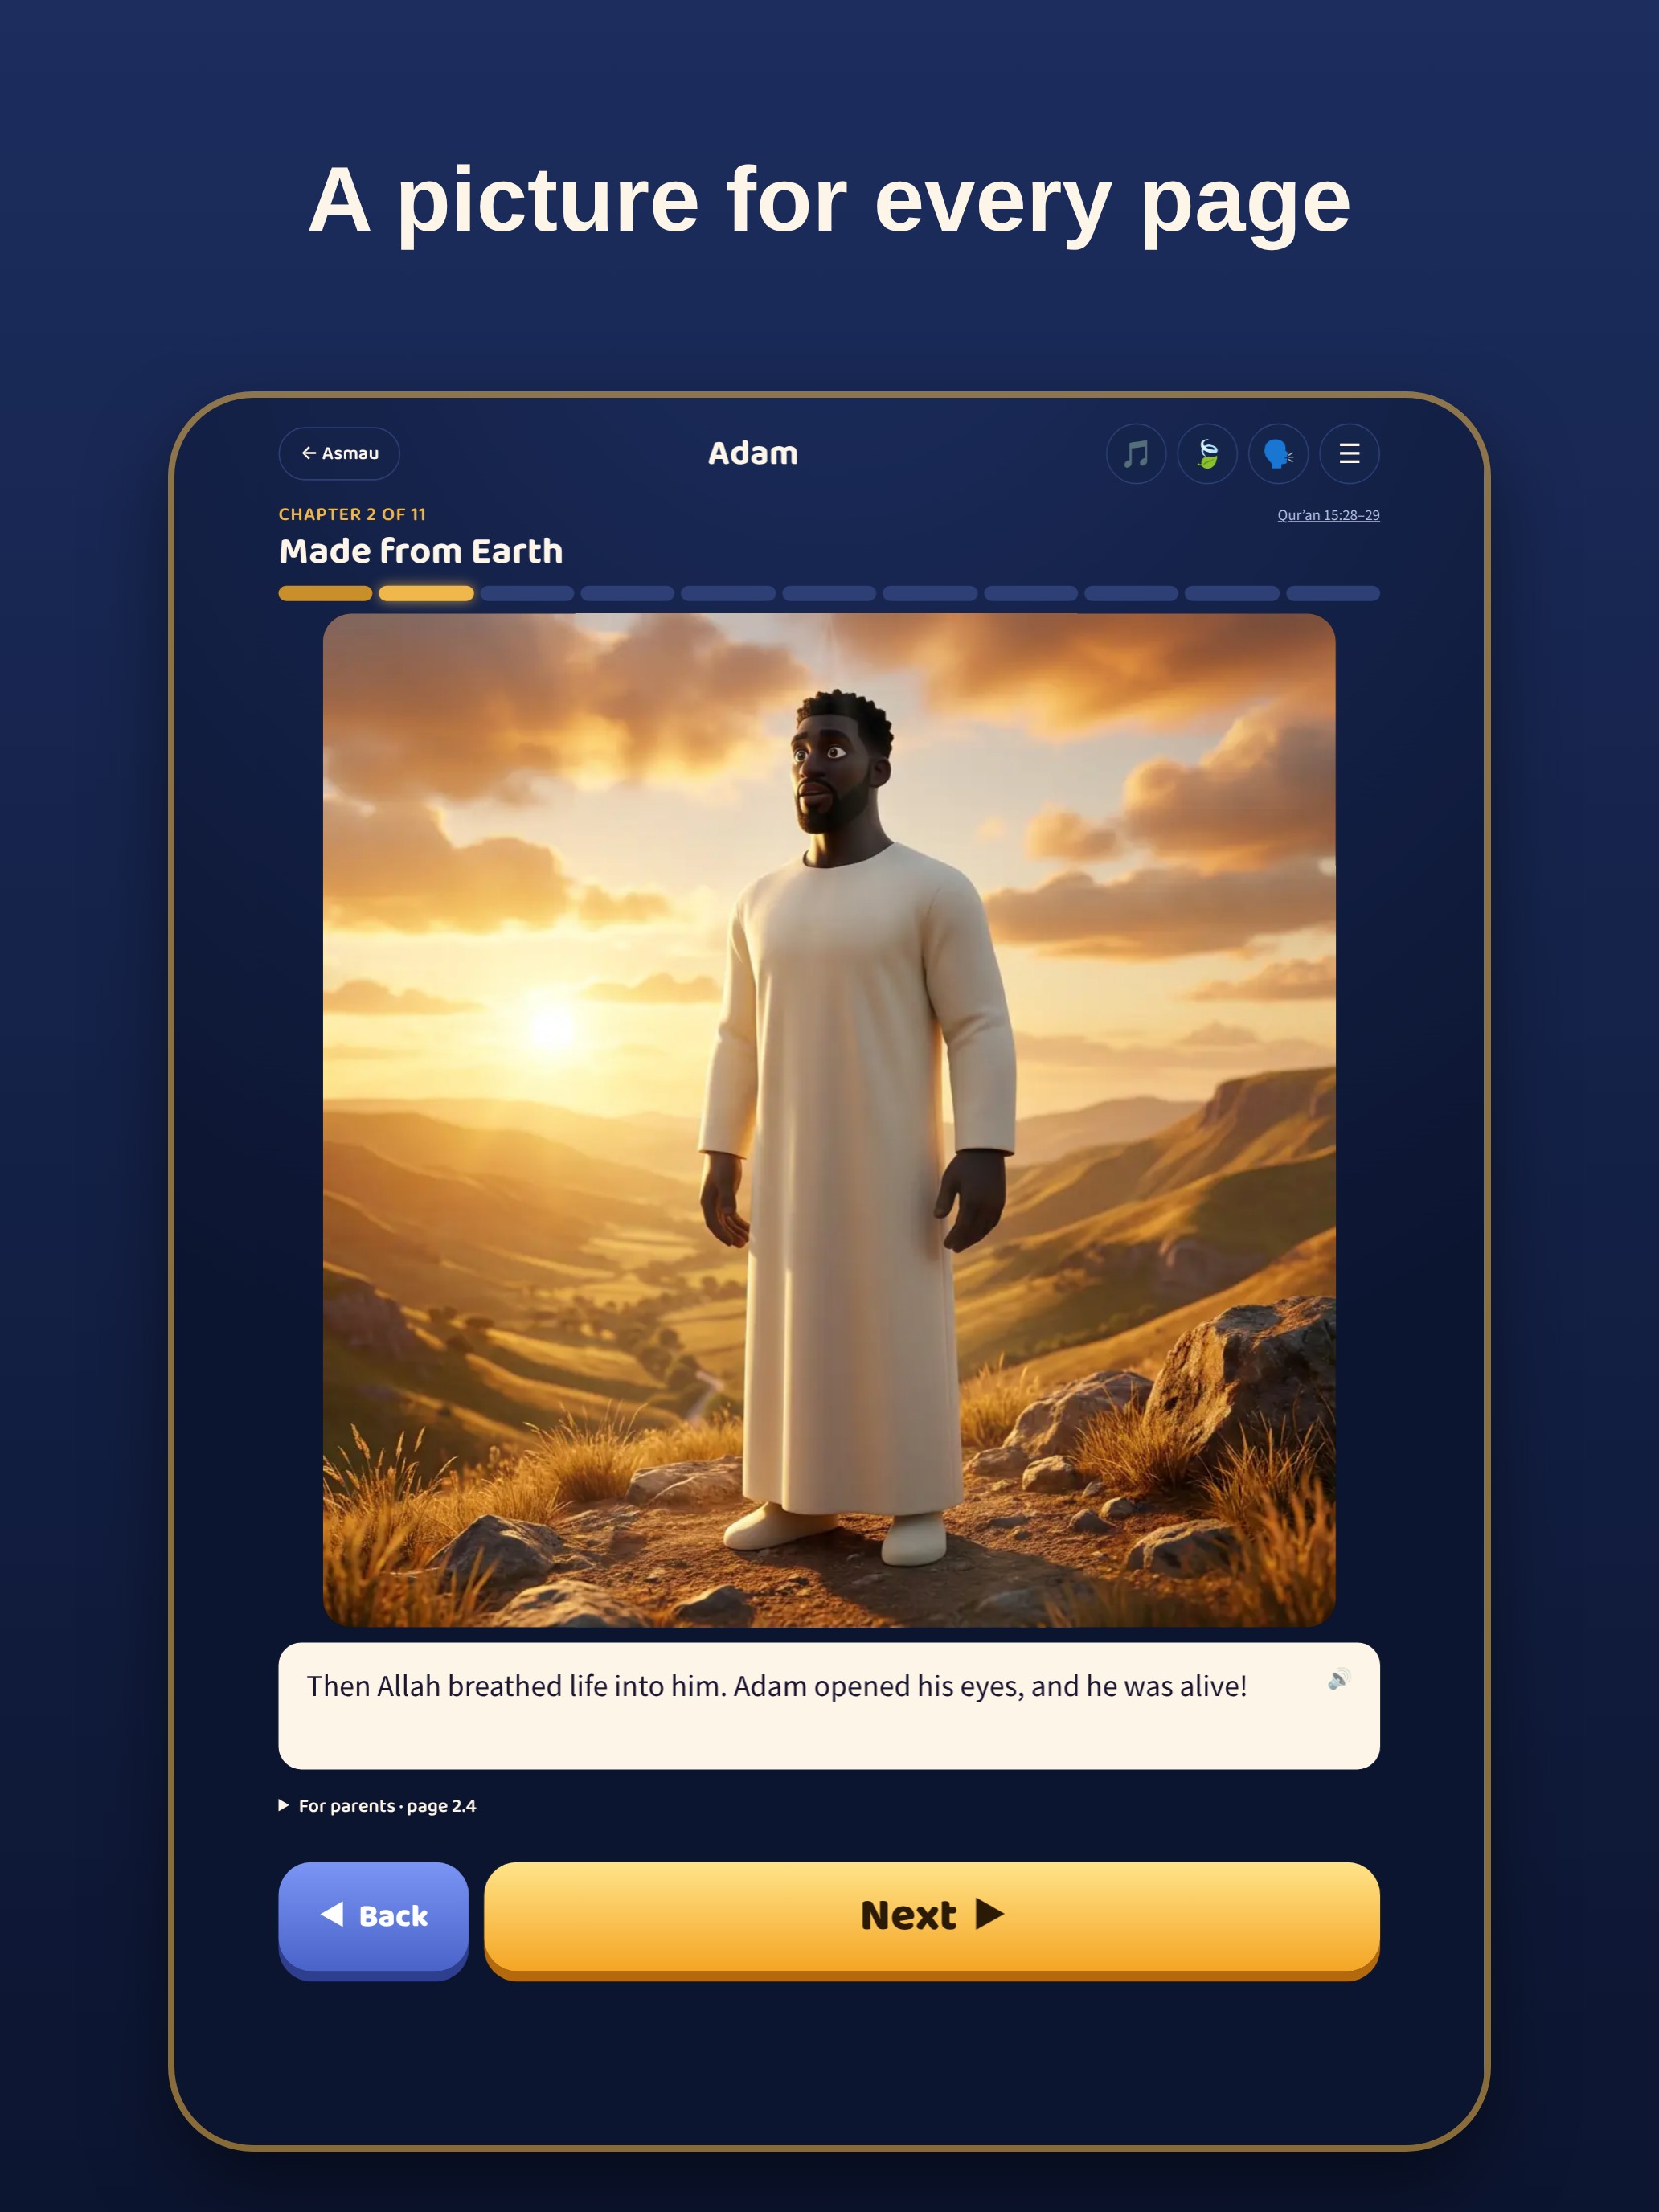 A picture for every page
← Asmau
Adam
CHAPTER 2 OF 11
Qur'an 15:28–29
Made from Earth
Then Allah breathed life into him. Adam opened his eyes, and he was alive!
▶ For parents · page 2.4
◀ Back
Next ▶